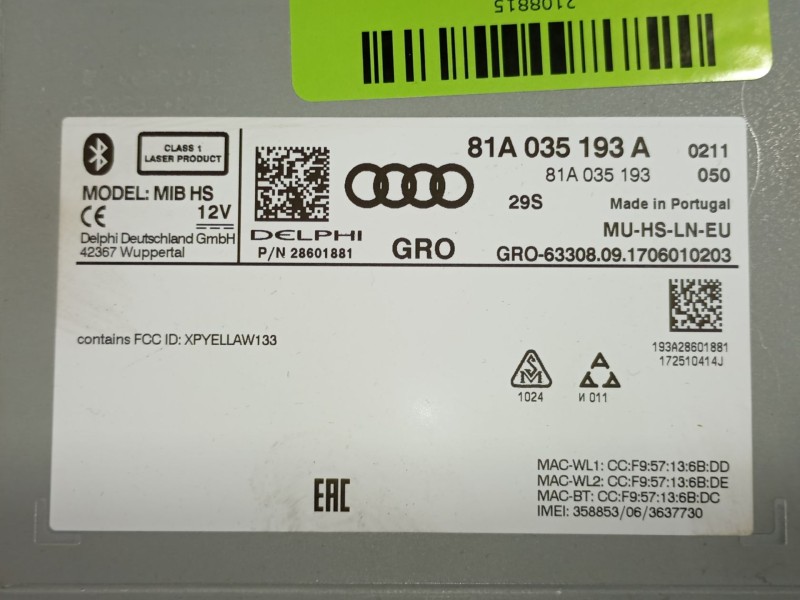 2108815
CLASS 1
LASER PRODUCT
MODEL: MIB HS
CE 12V
Delphi Deutschland GmbH
42367 Wuppertal
DELPHI
P/N 28601881
GRO
81A 035 193 A 0211
81A 035 193 050
29S Made in Portugal
MU-HS-LN-EU
GRO-63308.09.1706010203
contains FCC ID: XPYELLAW133
193A28601881
172510414J
1024
И 011
EAC
MAC-WL1: CC:F9:57:13:6B:DD
MAC-WL2: CC:F9:57:13:6B:DE
MAC-BT: CC:F9:57:13:6B:DC
IMEI: 358853/06/3637730